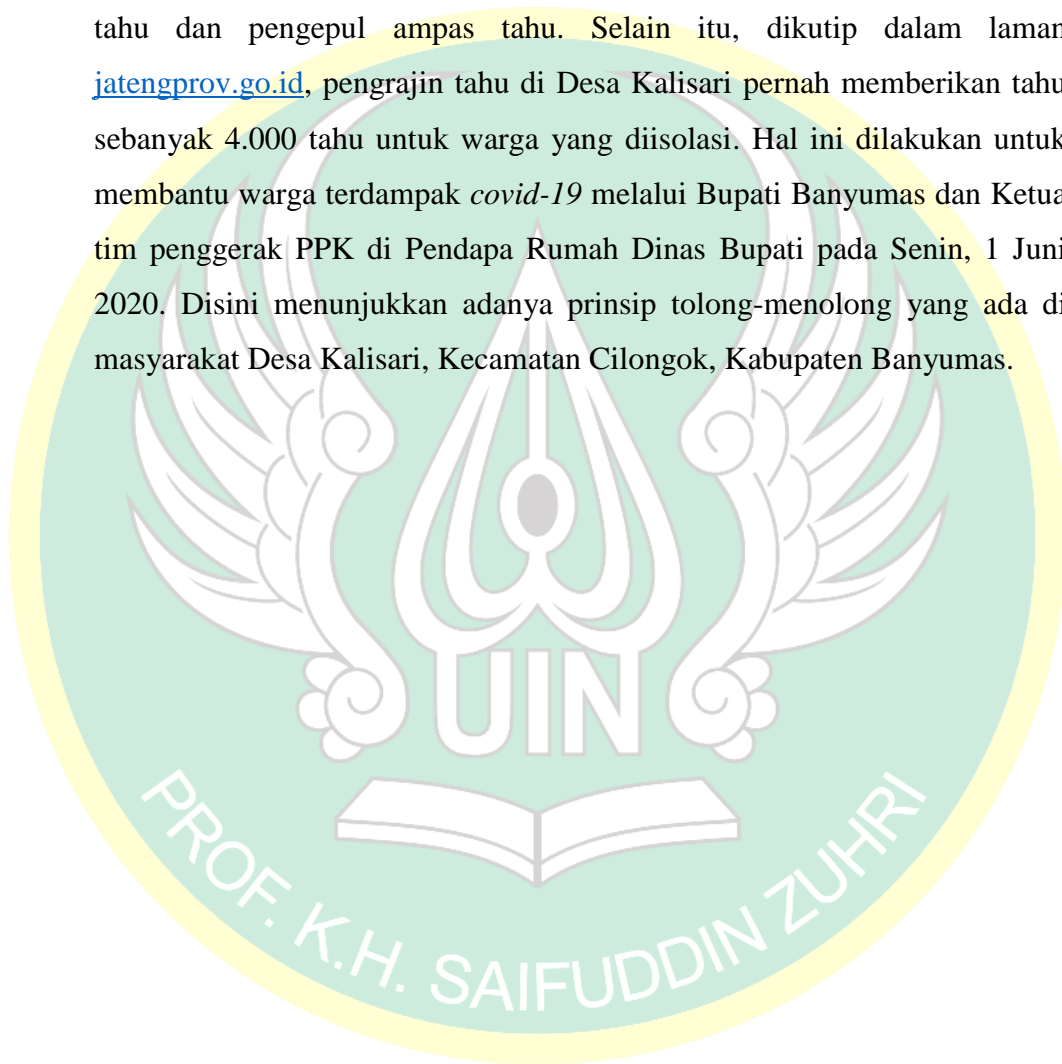 tahu dan pengepul ampas tahu. Selain itu, dikutip dalam laman
jatengprov.go.id, pengrajin tahu di Desa Kalisari pernah memberikan tahu
sebanyak 4.000 tahu untuk warga yang diisolasi. Hal ini dilakukan untuk
membantu warga terdampak covid-19 melalui Bupati Banyumas dan Ketua
tim penggerak PPK di Pendapa Rumah Dinas Bupati pada Senin, 1 Juni
2020. Disini menunjukkan adanya prinsip tolong-menolong yang ada di
masyarakat Desa Kalisari, Kecamatan Cilongok, Kabupaten Banyumas.
UIN
PROF. K.H. SAIFUDDIN ZUHRI